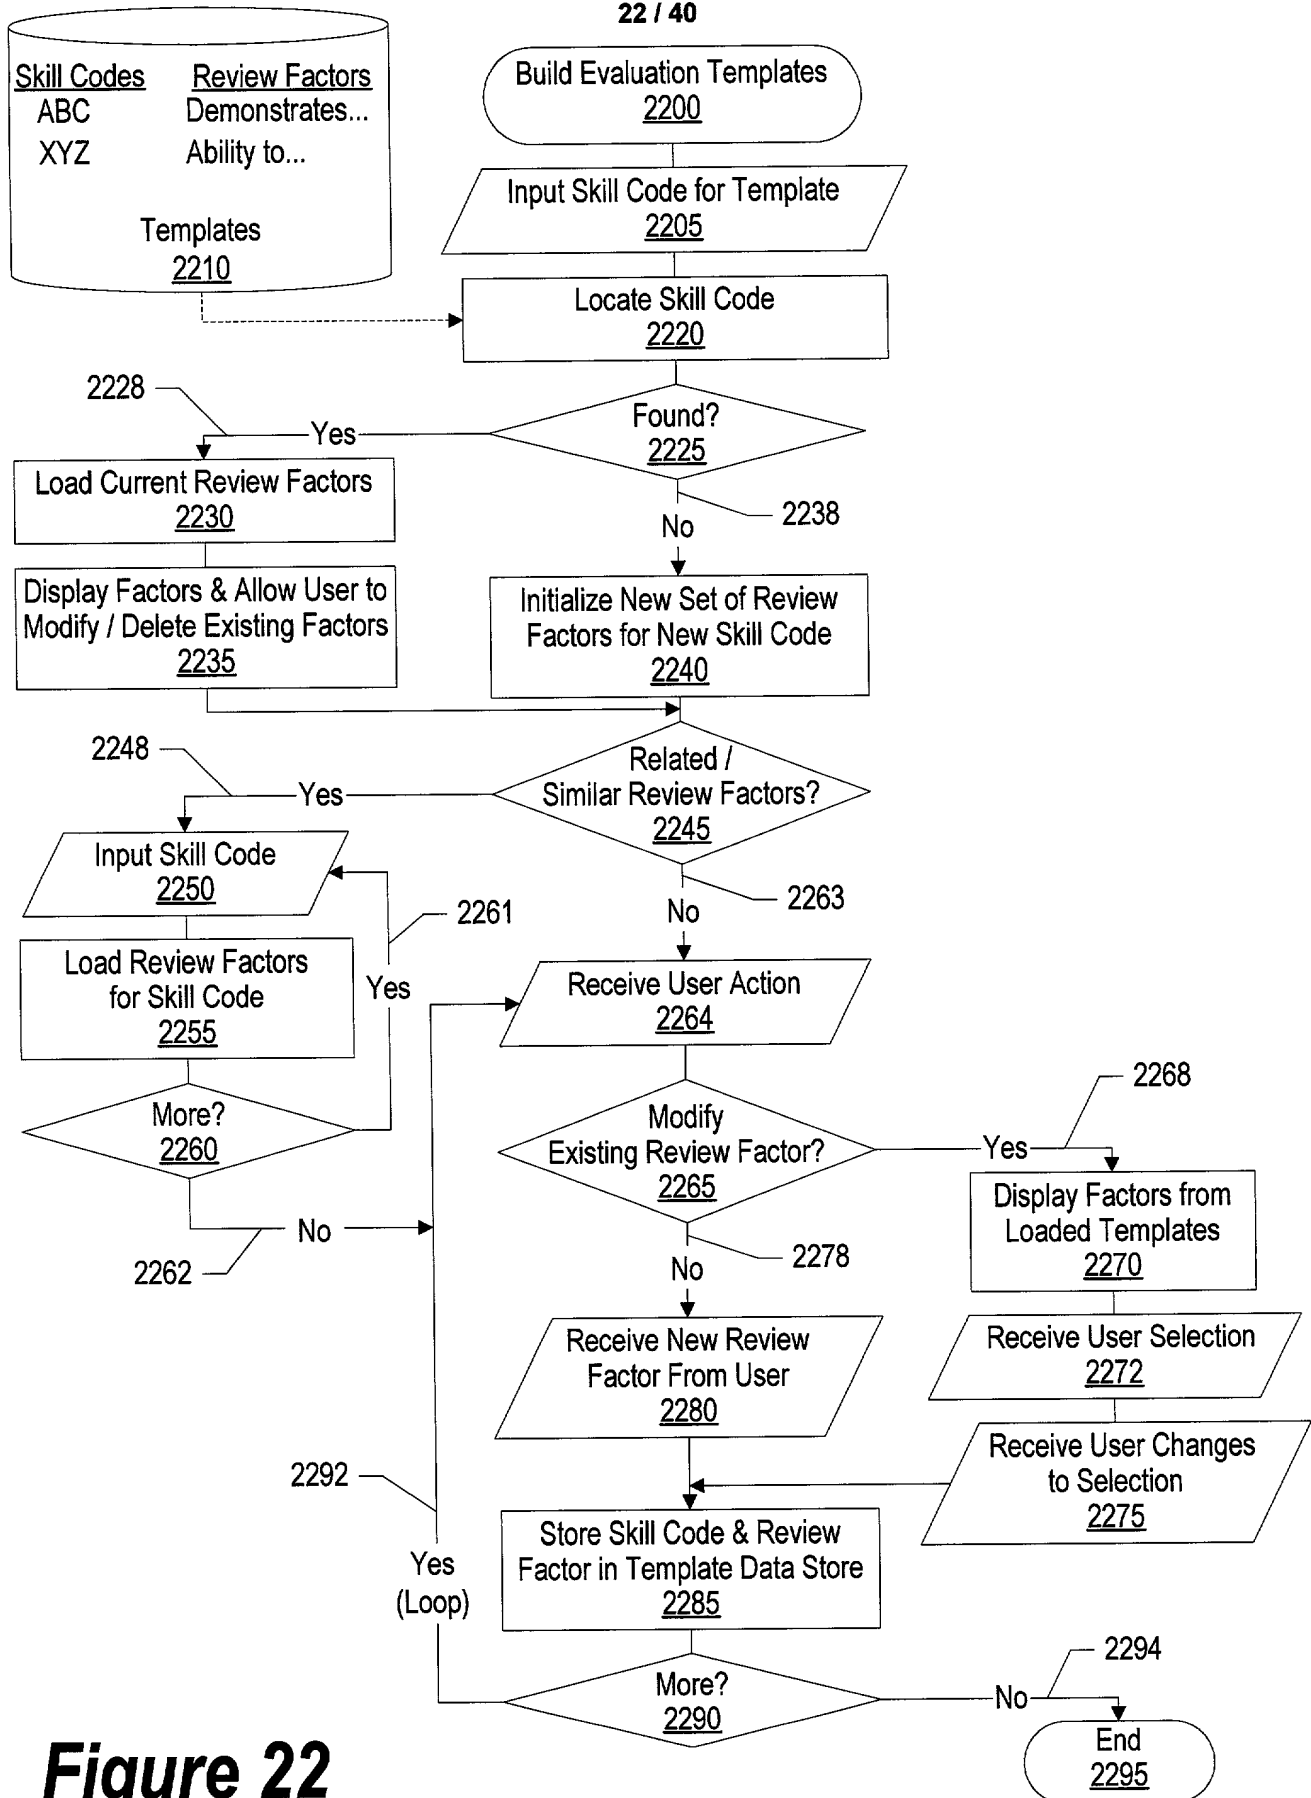 22 / 40
Skill Codes Review Factors
ABC Demonstrates...
XYZ Ability to...
Templates
2210
Build Evaluation Templates
2200
Input Skill Code for Template
2205
Locate Skill Code
2220
Found?
2225
2228
Yes
Load Current Review Factors
2230
2238
No
Display Factors & Allow User to
Modify / Delete Existing Factors
2235
Initialize New Set of Review
Factors for New Skill Code
2240
Related /
Similar Review Factors?
2245
2248
Yes
Input Skill Code
2250
2261
Yes
Load Review Factors
for Skill Code
2255
More?
2260
No
2262
2263
No
Receive User Action
2264
Modify
Existing Review Factor?
2265
2268
Yes
Display Factors from
Loaded Templates
2270
Receive User Selection
2272
Receive User Changes
to Selection
2275
2278
No
Receive New Review
Factor From User
2280
2292
Yes
(Loop)
Store Skill Code & Review
Factor in Template Data Store
2285
More?
2290
2294
No
End
2295
Figure 22